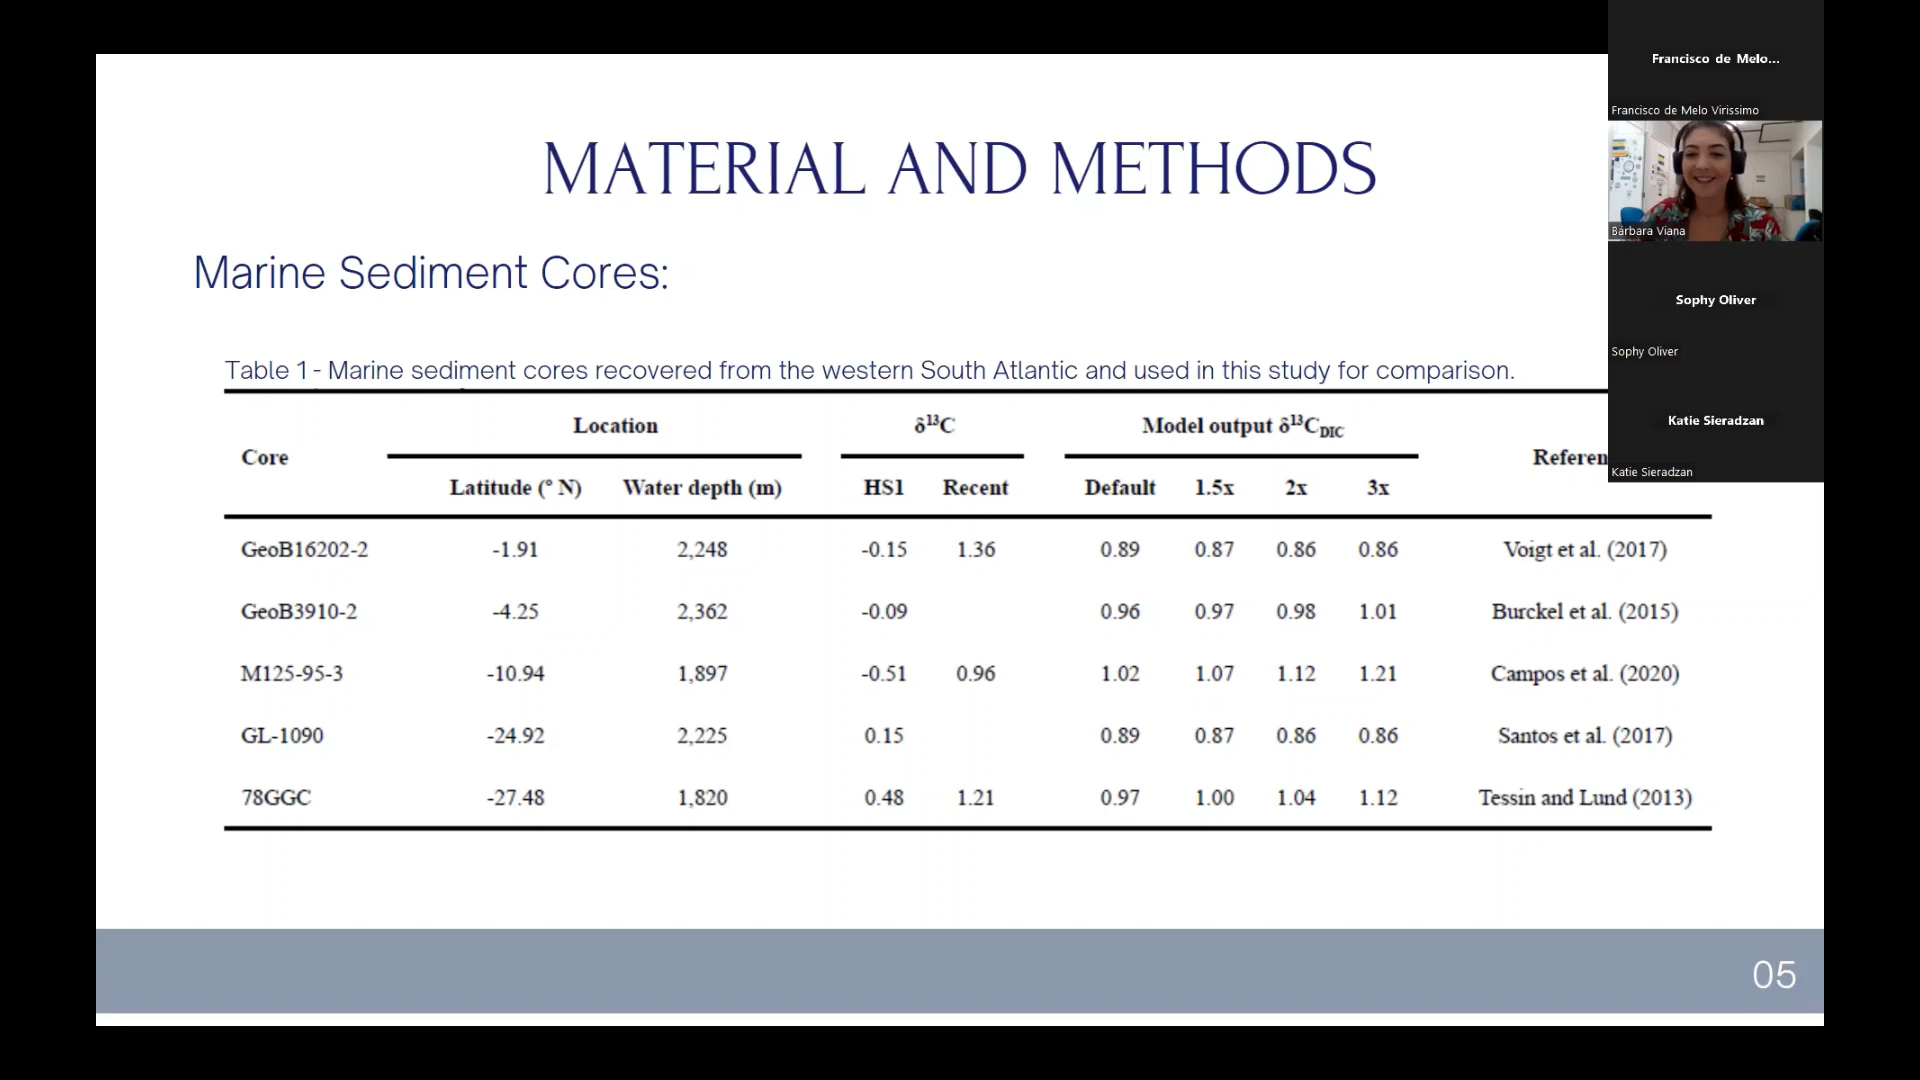 MATERIAL AND METHODS
Marine Sediment Cores:
Table 1 - Marine sediment cores recovered from the western South Atlantic and used in this study for comparison.
Core Location δ¹³C Model output δ¹³C_DIC Referen
Latitude (° N) Water depth (m) HS1 Recent Default 1.5x 2x 3x
GeoB16202-2 -1.91 2,248 -0.15 1.36 0.89 0.87 0.86 0.86 Voigt et al. (2017)
GeoB3910-2 -4.25 2,362 -0.09 0.96 0.97 0.98 1.01 Burckel et al. (2015)
M125-95-3 -10.94 1,897 -0.51 0.96 1.02 1.07 1.12 1.21 Campos et al. (2020)
GL-1090 -24.92 2,225 0.15 0.89 0.87 0.86 0.86 Santos et al. (2017)
78GGC -27.48 1,820 0.48 1.21 0.97 1.00 1.04 1.12 Tessin and Lund (2013)
05
Francisco de Melo...
Francisco de Melo Virissimo
Bárbara Viana
Sophy Oliver
Sophy Oliver
Katie Sieradzan
Katie Sieradzan